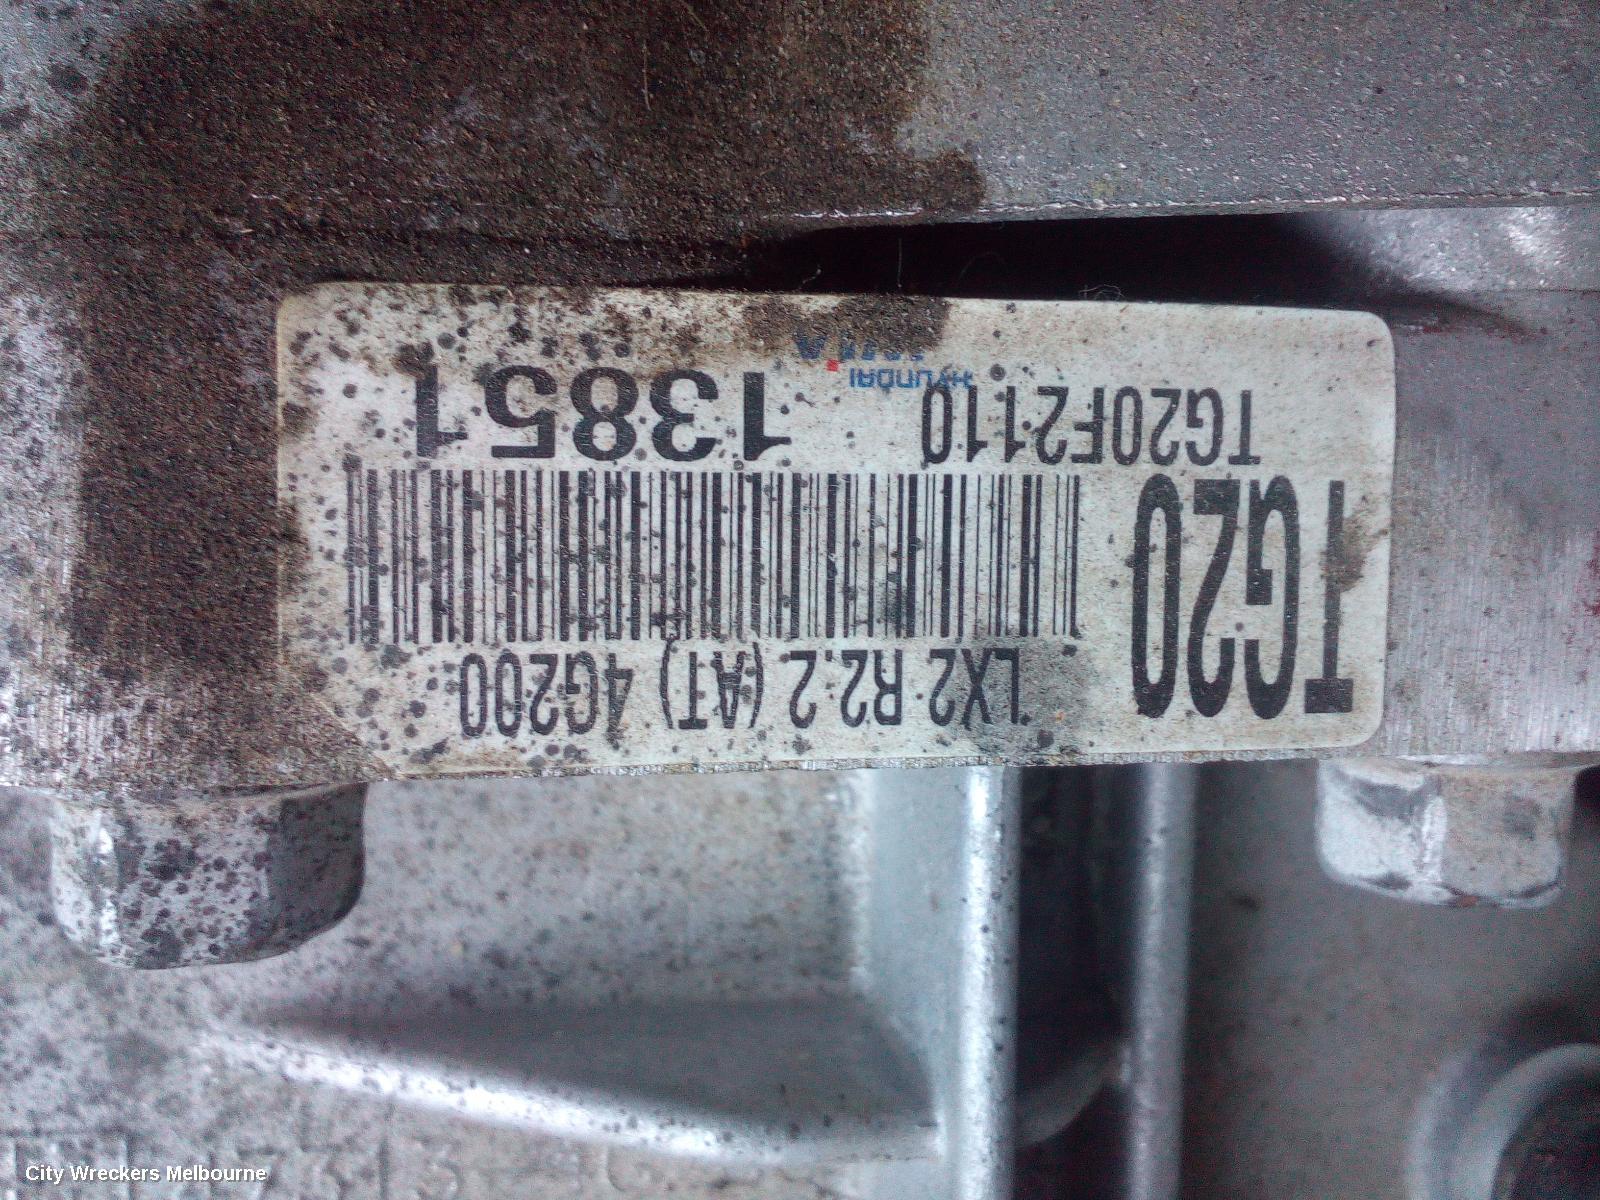 TG20
LX2 R2.2 (AT) 4G200
TG20F2110
13851
HYUNDAI
City Wreckers Melbourne